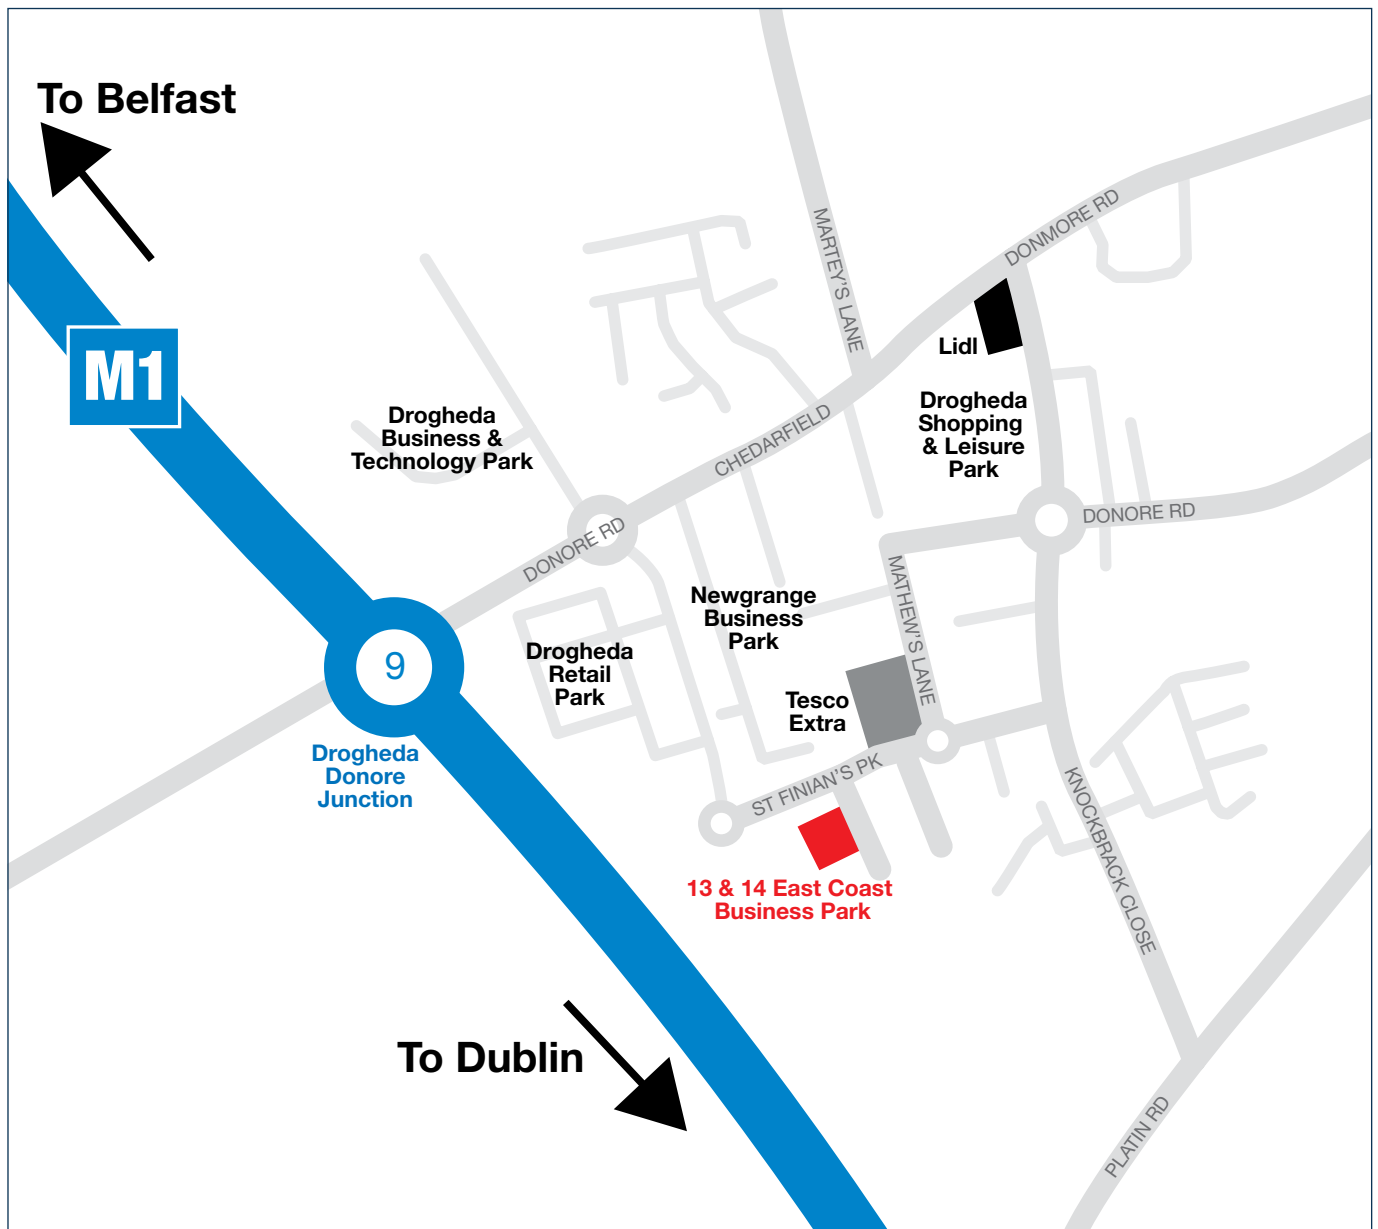 To Belfast
M1
MARTEY'S LANE
DONMORE RD
Lidl
Drogheda
Shopping
& Leisure
Park
Drogheda
Business &
Technology Park
CHEDARFIELD
DONORE RD
DONORE RD
Newgrange
Business
Park
MATHEW'S LANE
Drogheda
Retail
Park
9
Drogheda
Donore
Junction
Tesco
Extra
ST FINIAN'S PK
KNOCKBRACK CLOSE
13 & 14 East Coast
Business Park
To Dublin
PLATIN RD